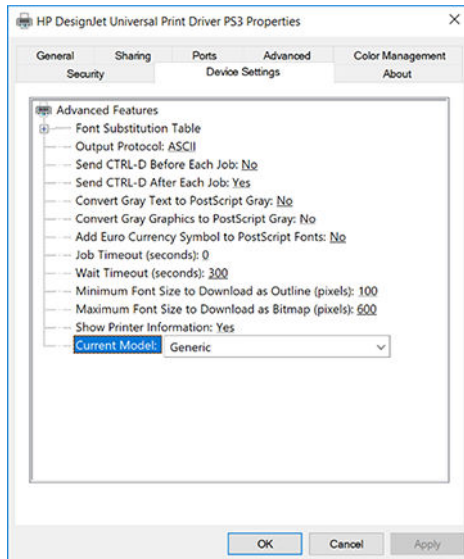 HP DesignJet Universal Print Driver PS3 Properties
General Sharing Ports Advanced Color Management
Security Device Settings About
Advanced Features
Font Substitution Table
Output Protocol: ASCII
Send CTRL-D Before Each Job: No
Send CTRL-D After Each Job: Yes
Convert Gray Text to PostScript Gray: No
Convert Gray Graphics to PostScript Gray: No
Add Euro Currency Symbol to PostScript Fonts: No
Job Timeout (seconds): 0
Wait Timeout (seconds): 300
Minimum Font Size to Download as Outline (pixels): 100
Maximum Font Size to Download as Bitmap (pixels): 600
Show Printer Information: Yes
Current Model: Generic
OK Cancel Apply